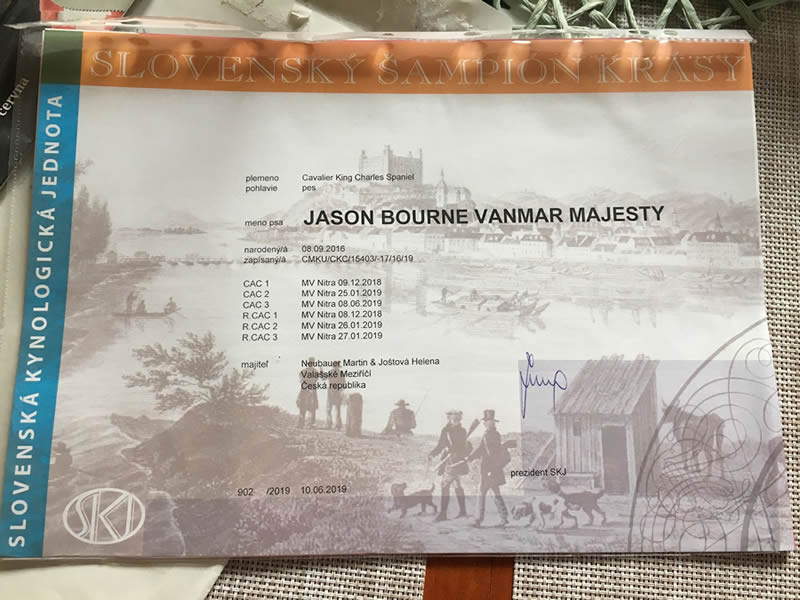 června
SLOVENSKÝ ŠAMPIÓN KRÁSY
SLOVENSKÁ KYNOLOGICKÁ JEDNOTA
plemeno Cavalier King Charles Spaniel
pohlavie pes
meno psa JASON BOURNE VANMAR MAJESTY
narodený/á 08.09.2016
zapísaný/á CMKU/CKC/15403/-17/16/19
CAC 1 MV Nitra 09.12.2018
CAC 2 MV Nitra 25.01.2019
CAC 3 MV Nitra 08.06.2019
R.CAC 1 MV Nitra 08.12.2018
R.CAC 2 MV Nitra 26.01.2019
R.CAC 3 MV Nitra 27.01.2019
majiteľ Neubauer Martin & Joštová Helena
Valašské Meziříčí
Česká republika
prezident SKJ
902 /2019 10.06.2019
SKJ